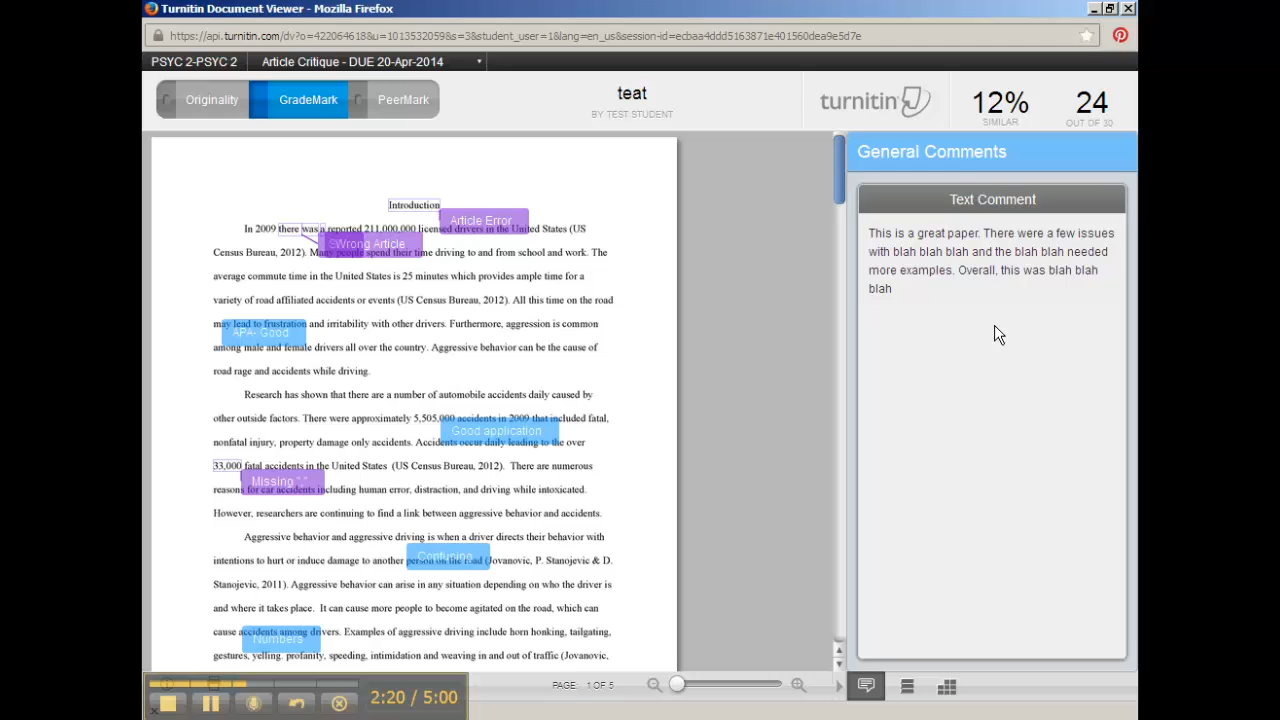 Turnitin Document Viewer - Mozilla Firefox
https://api.turnitin.com/dv?o=422064618&u=1013532059&s=3&student_user=1&lang=en_us&session-id=ecbaa4ddd5163871e401560dea9e5d7e
PSYC 2-PSYC 2
Article Critique - DUE 20-Apr-2014
Originality
GradeMark
PeerMark
teat
BY TEST STUDENT
turnitin
12%
SIMILAR
24
OUT OF 30
Introduction
Article Error
In 2009 there was a reported 211,000,000 licensed drivers in the United States (US
Wrong Article
Census Bureau, 2012). Many people spend their time driving to and from school and work. The
average commute time in the United States is 25 minutes which provides ample time for a
variety of road affiliated accidents or events (US Census Bureau, 2012). All this time on the road
may lead to frustration and irritability with other drivers. Furthermore, aggression is common
APA- Good
among male and female drivers all over the country. Aggressive behavior can be the cause of
road rage and accidents while driving.
Research has shown that there are a number of automobile accidents daily caused by
other outside factors. There were approximately 5,505,000 accidents in 2009 that included fatal,
Good application
nonfatal injury, property damage only accidents. Accidents occur daily leading to the over
33,000 fatal accidents in the United States (US Census Bureau, 2012). There are numerous
Missing ","
reasons for car accidents including human error, distraction, and driving while intoxicated.
However, researchers are continuing to find a link between aggressive behavior and accidents.
Aggressive behavior and aggressive driving is when a driver directs their behavior with
Confusing
intentions to hurt or induce damage to another person on the road (Jovanovic, P. Stanojevic & D.
Stanojevic, 2011). Aggressive behavior can arise in any situation depending on who the driver is
and where it takes place. It can cause more people to become agitated on the road, which can
cause accidents among drivers. Examples of aggressive driving include horn honking, tailgating,
Numbers
gestures, yelling. profanity, speeding, intimidation and weaving in and out of traffic (Jovanovic,
General Comments
Text Comment
This is a great paper. There were a few issues
with blah blah blah and the blah blah needed
more examples. Overall, this was blah blah
blah
PAGE: 1 OF 5
2:20 / 5:00